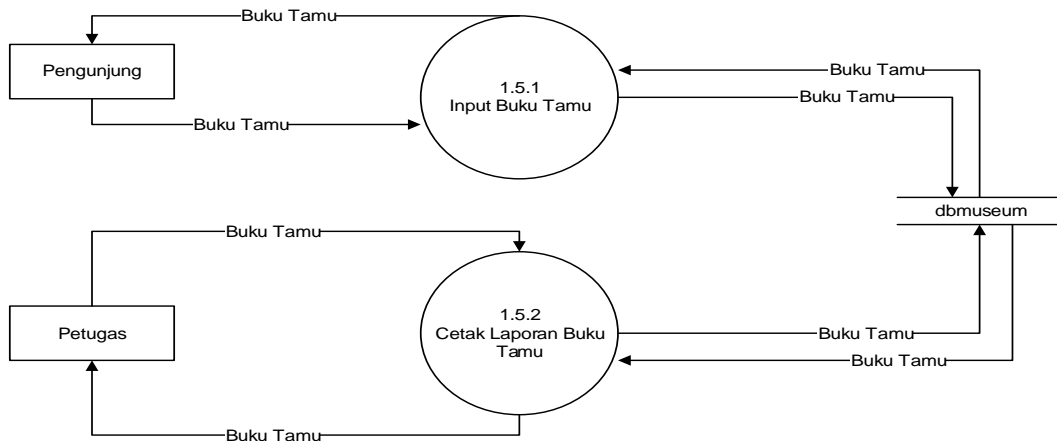 Buku Tamu
Pengunjung
Buku Tamu
1.5.1
Input Buku Tamu
Buku Tamu
Buku Tamu
dbmuseum
Buku Tamu
Petugas
1.5.2
Cetak Laporan Buku
Tamu
Buku Tamu
Buku Tamu
Buku Tamu